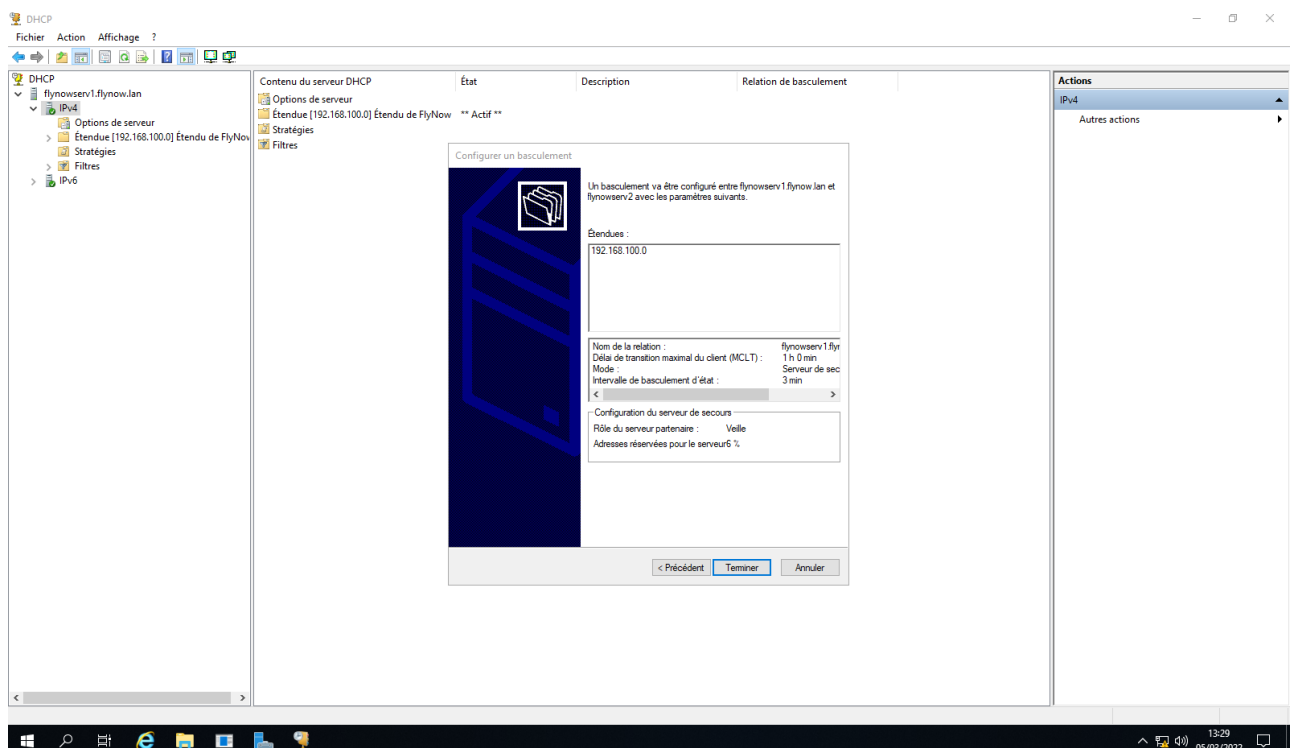 DHCP
Fichier Action Affichage ?
DHCP
flynowserv1.flynow.lan
IPv4
Options de serveur
Étendue [192.168.100.0] Étendu de FlyNov
Stratégies
Filtres
IPv6
Contenu du serveur DHCP État Description Relation de basculement
Options de serveur
Étendue [192.168.100.0] Étendu de FlyNow ** Actif **
Stratégies
Filtres
Configurer un basculement
Un basculement va être configuré entre flynowserv1.flynow.lan et
flynowserv2 avec les paramètres suivants.
Étendues :
192.168.100.0
Nom de la relation : flynowserv1.flyr
Délai de transition maximal du client (MCLT) : 1 h 0 min
Mode : Serveur de sec
Intervalle de basculement d'état : 3 min
Configuration du serveur de secours
Rôle du serveur partenaire : Veille
Adresses réservées pour le serveur6 %
< Précédent Terminer Annuler
Actions
IPv4
Autres actions
13:29